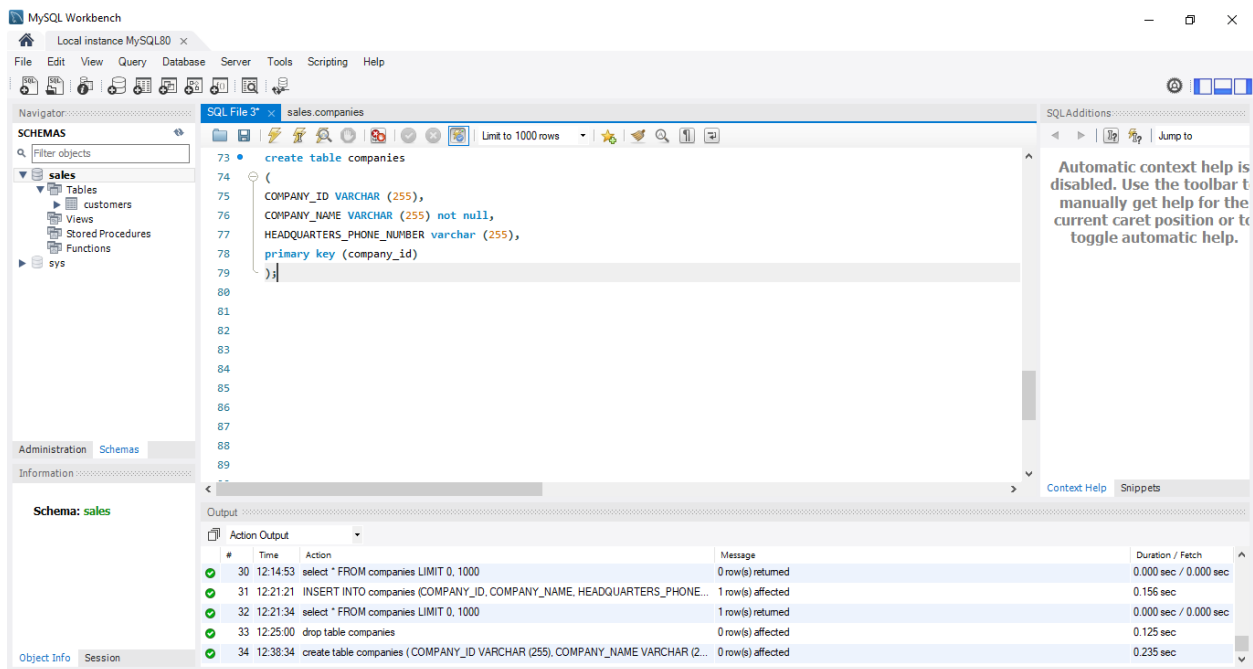 MySQL Workbench
Local instance MySQL80
File Edit View Query Database Server Tools Scripting Help
Navigator
SCHEMAS
Filter objects
sales
Tables
customers
Views
Stored Procedures
Functions
sys
Administration Schemas
Information
Schema: sales
Object Info Session
SQL File 3* sales.companies
Limit to 1000 rows
73 create table companies
74 (
75 COMPANY_ID VARCHAR (255),
76 COMPANY_NAME VARCHAR (255) not null,
77 HEADQUARTERS_PHONE_NUMBER varchar (255),
78 primary key (company_id)
79 );
80
81
82
83
84
85
86
87
88
89
SQLAdditions
Jump to
Automatic context help is
disabled. Use the toolbar
manually get help for the
current caret position or
toggle automatic help.
Context Help Snippets
Output
Action Output
# Time Action Message Duration / Fetch
30 12:14:53 select * FROM companies LIMIT 0, 1000 0 row(s) returned 0.000 sec / 0.000 sec
31 12:21:21 INSERT INTO companies (COMPANY_ID, COMPANY_NAME, HEADQUARTERS_PHONE... 1 row(s) affected 0.156 sec
32 12:21:34 select * FROM companies LIMIT 0, 1000 1 row(s) returned 0.000 sec / 0.000 sec
33 12:25:00 drop table companies 0 row(s) affected 0.125 sec
34 12:38:34 create table companies ( COMPANY_ID VARCHAR (255), COMPANY_NAME VARCHAR (2... 0 row(s) affected 0.235 sec